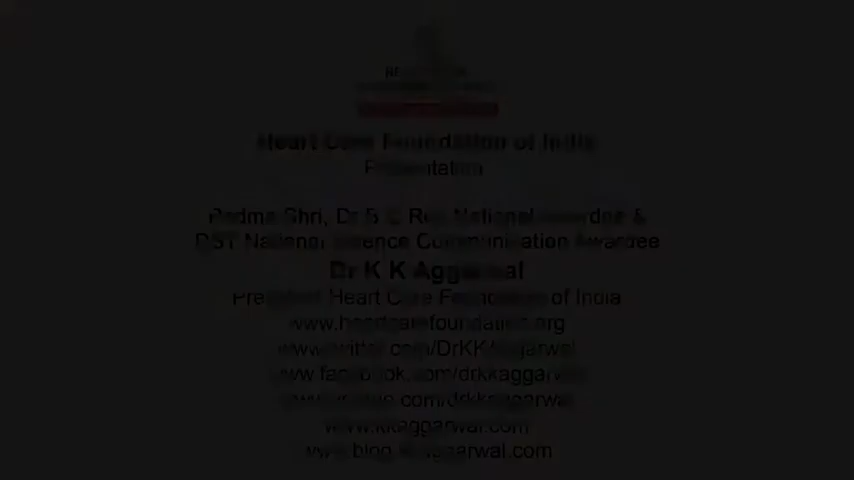 Heart Care Foundation of India
Presentation
Padma Shri, Dr B C Roy National Awardee &
DST National Science Communication Awardee
Dr K K Aggarwal
President Heart Care Foundation of India
www.heartcarefoundation.org
www.twitter.com/DrKKAggarwal
www.facebook.com/drkkaggarwal
www.kkaggarwal.com
www.blog.kkaggarwal.com